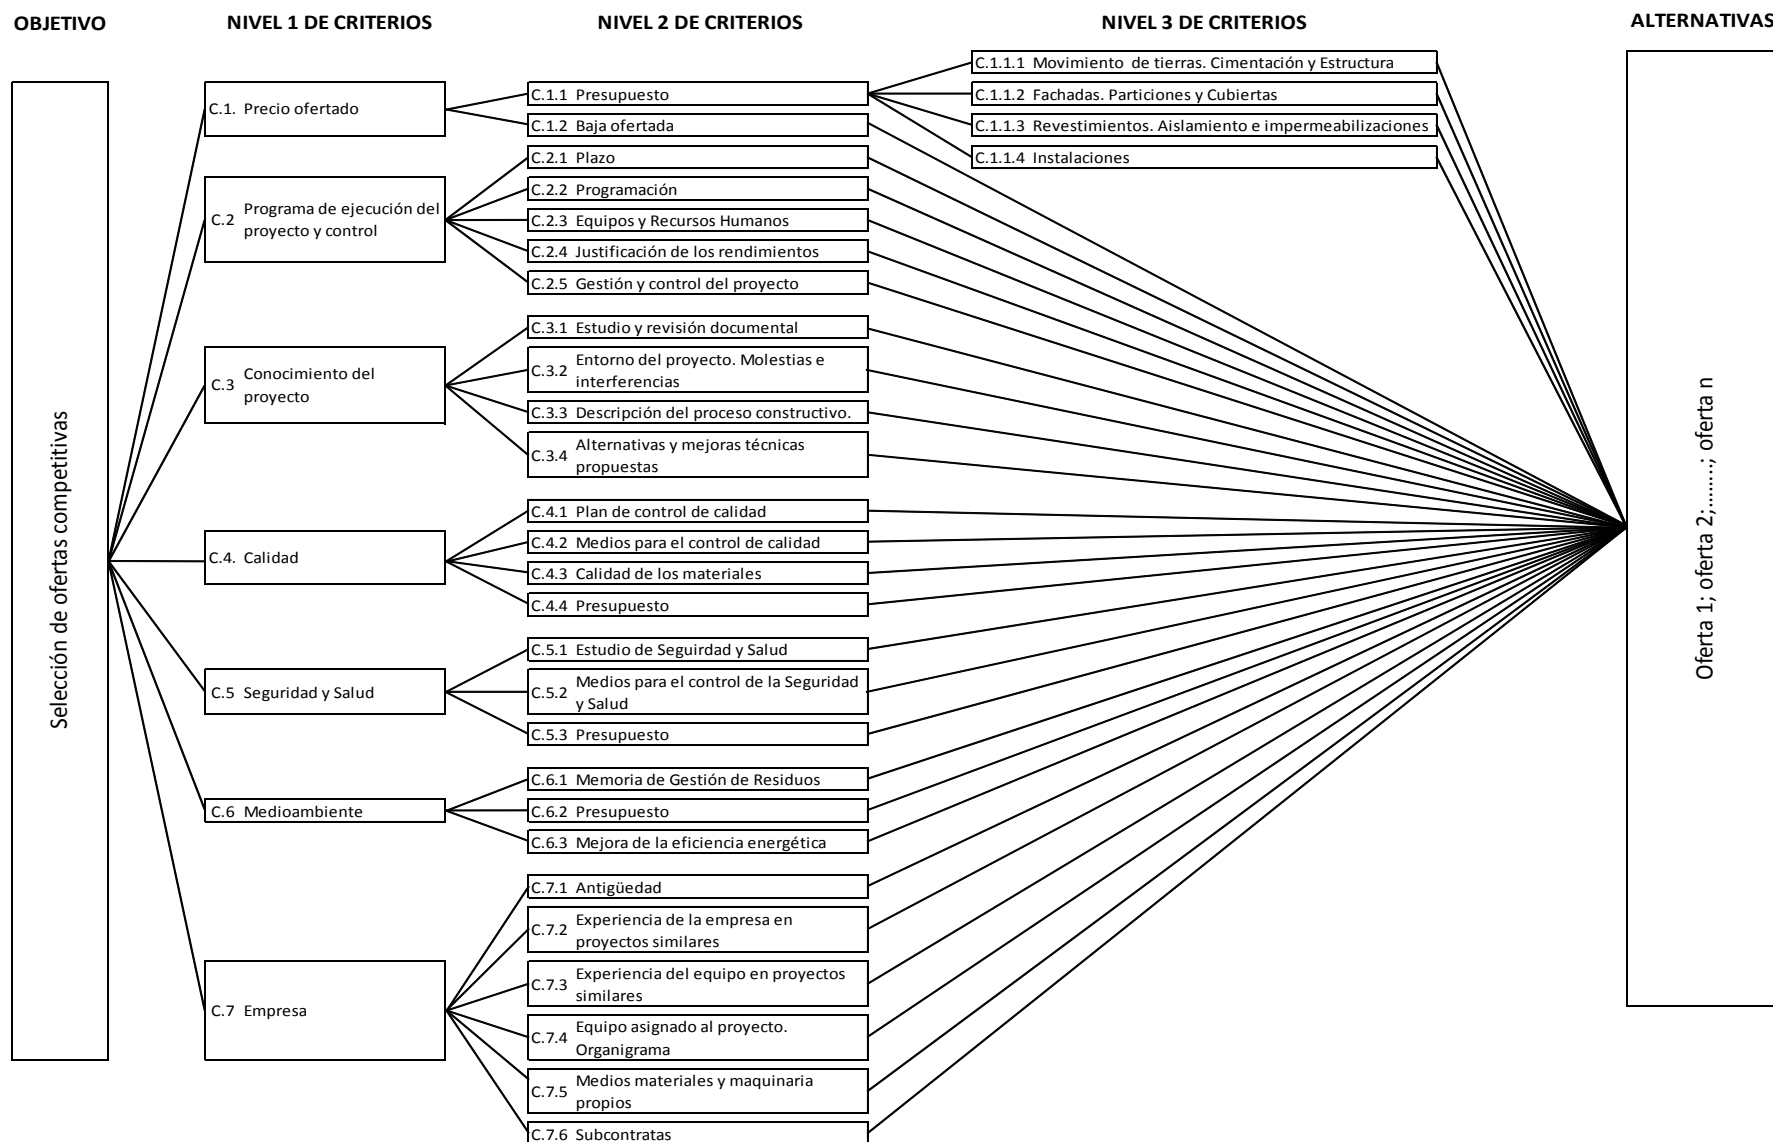 OBJETIVO
NIVEL 1 DE CRITERIOS
NIVEL 2 DE CRITERIOS
NIVEL 3 DE CRITERIOS
ALTERNATIVAS
Selección de ofertas competitivas
C.1. Precio ofertado
C.2 Programa de ejecución del
proyecto y control
C.3 Conocimiento del
proyecto
C.4. Calidad
C.5 Seguridad y Salud
C.6 Medioambiente
C.7 Empresa
C.1.1 Presupuesto
C.1.2 Baja ofertada
C.2.1 Plazo
C.2.2 Programación
C.2.3 Equipos y Recursos Humanos
C.2.4 Justificación de los rendimientos
C.2.5 Gestión y control del proyecto
C.3.1 Estudio y revisión documental
C.3.2 Entorno del proyecto. Molestias e
interferencias
C.3.3 Descripción del proceso constructivo.
C.3.4 Alternativas y mejoras técnicas
propuestas
C.4.1 Plan de control de calidad
C.4.2 Medios para el control de calidad
C.4.3 Calidad de los materiales
C.4.4 Presupuesto
C.5.1 Estudio de Seguirdad y Salud
C.5.2 Medios para el control de la Seguridad
y Salud
C.5.3 Presupuesto
C.6.1 Memoria de Gestión de Residuos
C.6.2 Presupuesto
C.6.3 Mejora de la eficiencia energética
C.7.1 Antigüedad
C.7.2 Experiencia de la empresa en
proyectos similares
C.7.3 Experiencia del equipo en proyectos
similares
C.7.4 Equipo asignado al proyecto.
Organigrama
C.7.5 Medios materiales y maquinaria
propios
C.7.6 Subcontratas
C.1.1.1 Movimiento de tierras. Cimentación y Estructura
C.1.1.2 Fachadas. Particiones y Cubiertas
C.1.1.3 Revestimientos. Aislamiento e impermeabilizaciones
C.1.1.4 Instalaciones
Oferta 1; oferta 2;.......; oferta n